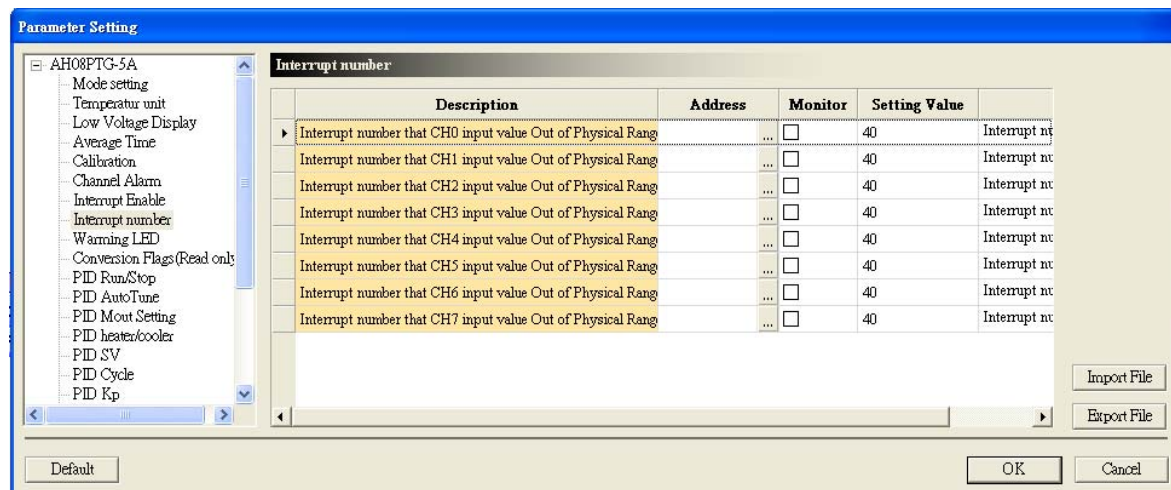 Parameter Setting
AH08PTG-5A
Mode setting
Temperatur unit
Low Voltage Display
Average Time
Calibration
Channel Alarm
Interrupt Enable
Interrupt number
Warming LED
Conversion Flags(Read only
PID Run/Stop
PID AutoTune
PID Mout Setting
PID heater/cooler
PID SV
PID Cycle
PID Kp
Interrupt number
Description Address Monitor Setting Value
Interrupt number that CH0 input value Out of Physical Range ... 40 Interrupt nu
Interrupt number that CH1 input value Out of Physical Rang ... 40 Interrupt nu
Interrupt number that CH2 input value Out of Physical Rang ... 40 Interrupt nu
Interrupt number that CH3 input value Out of Physical Rang ... 40 Interrupt nu
Interrupt number that CH4 input value Out of Physical Rang ... 40 Interrupt nu
Interrupt number that CH5 input value Out of Physical Rang ... 40 Interrupt nu
Interrupt number that CH6 input value Out of Physical Rang ... 40 Interrupt nu
Interrupt number that CH7 input value Out of Physical Rang ... 40 Interrupt nu
Import File
Export File
Default OK Cancel